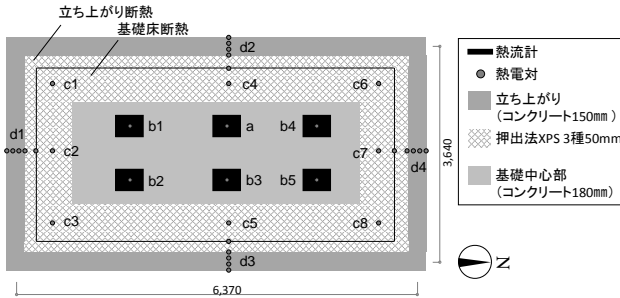 立ち上がり断熱
基礎床断熱
d2
c1
c4
c6
b1
a
b4
d1
c2
c7
d4
b2
b3
b5
c3
c5
c8
d3
6,370
3,640
熱流計
熱電対
立ち上がり
（コンクリート150㎜）
押出法XPS 3種50mm
基礎中心部
（コンクリート180㎜）
N